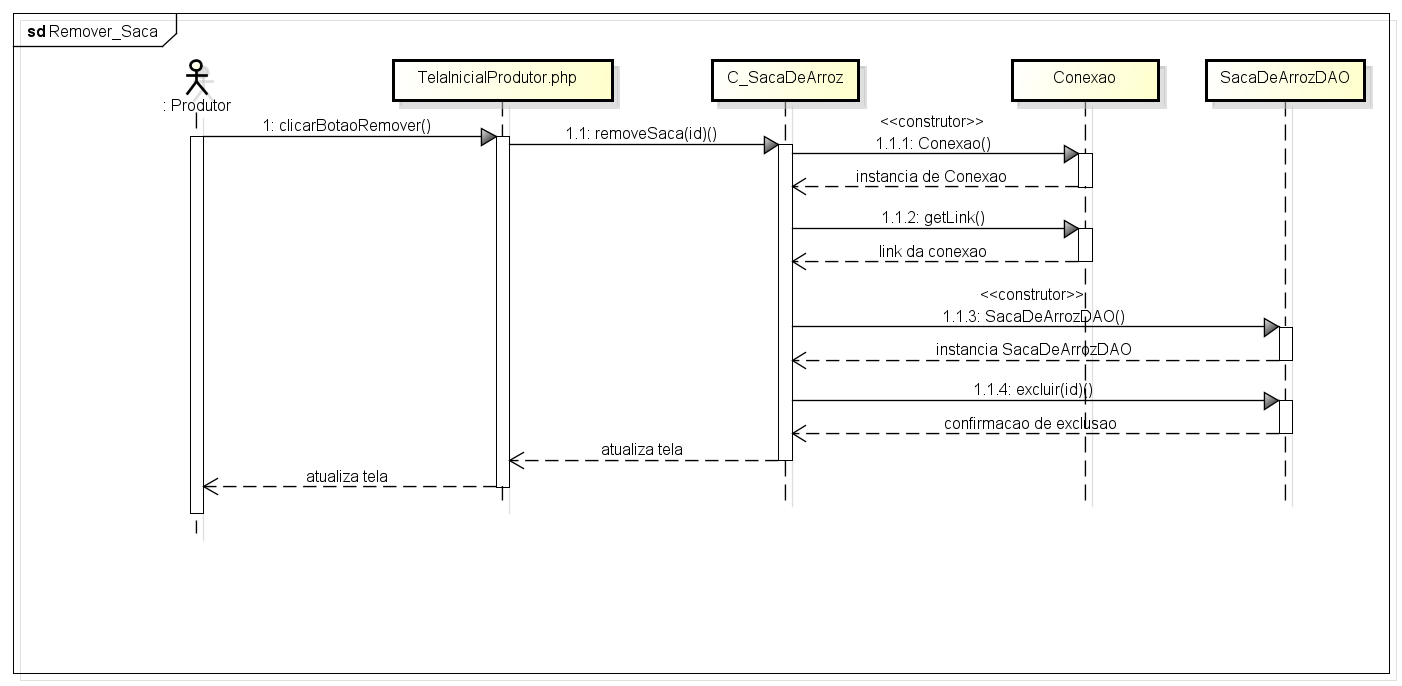 sd Remover_Saca
: Produtor
TelaInicialProdutor.php
C_SacaDeArroz
Conexao
SacaDeArrozDAO
1: clicarBotaoRemover()
1.1: removeSaca(id)()
<<construtor>>
1.1.1: Conexao()
instancia de Conexao
1.1.2: getLink()
link da conexao
<<construtor>>
1.1.3: SacaDeArrozDAO()
instancia SacaDeArrozDAO
1.1.4: excluir(id)()
confirmacao de exclusao
atualiza tela
atualiza tela